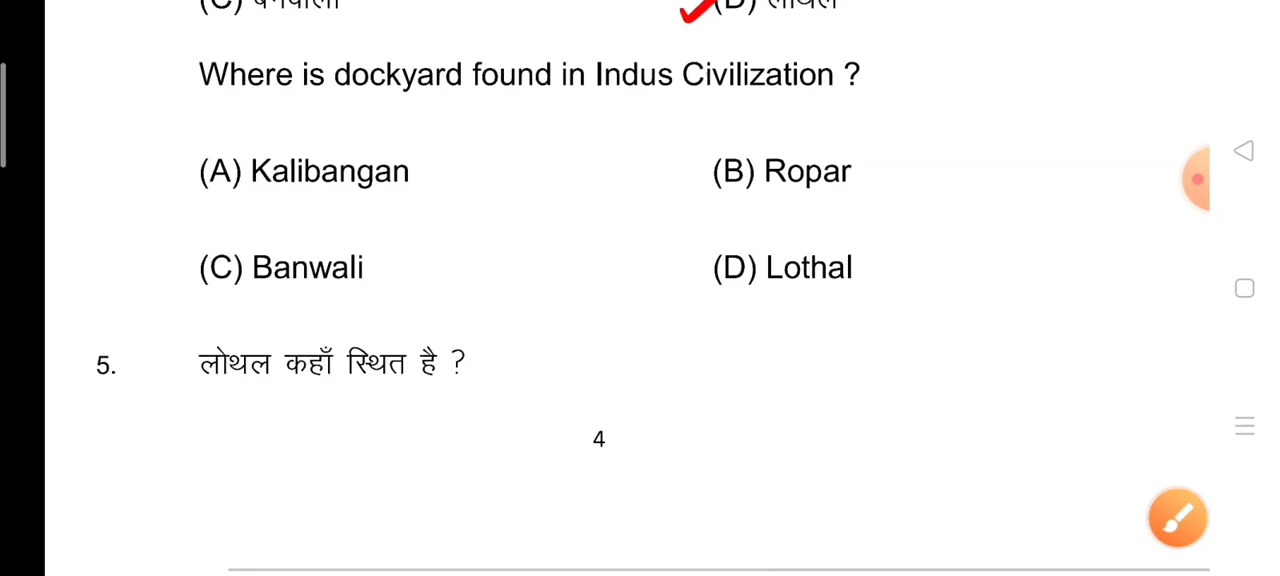 Where is dockyard found in Indus Civilization ?
(A) Kalibangan (B) Ropar
(C) Banwali (D) Lothal
5. लोथल कहाँ स्थित है ?
4